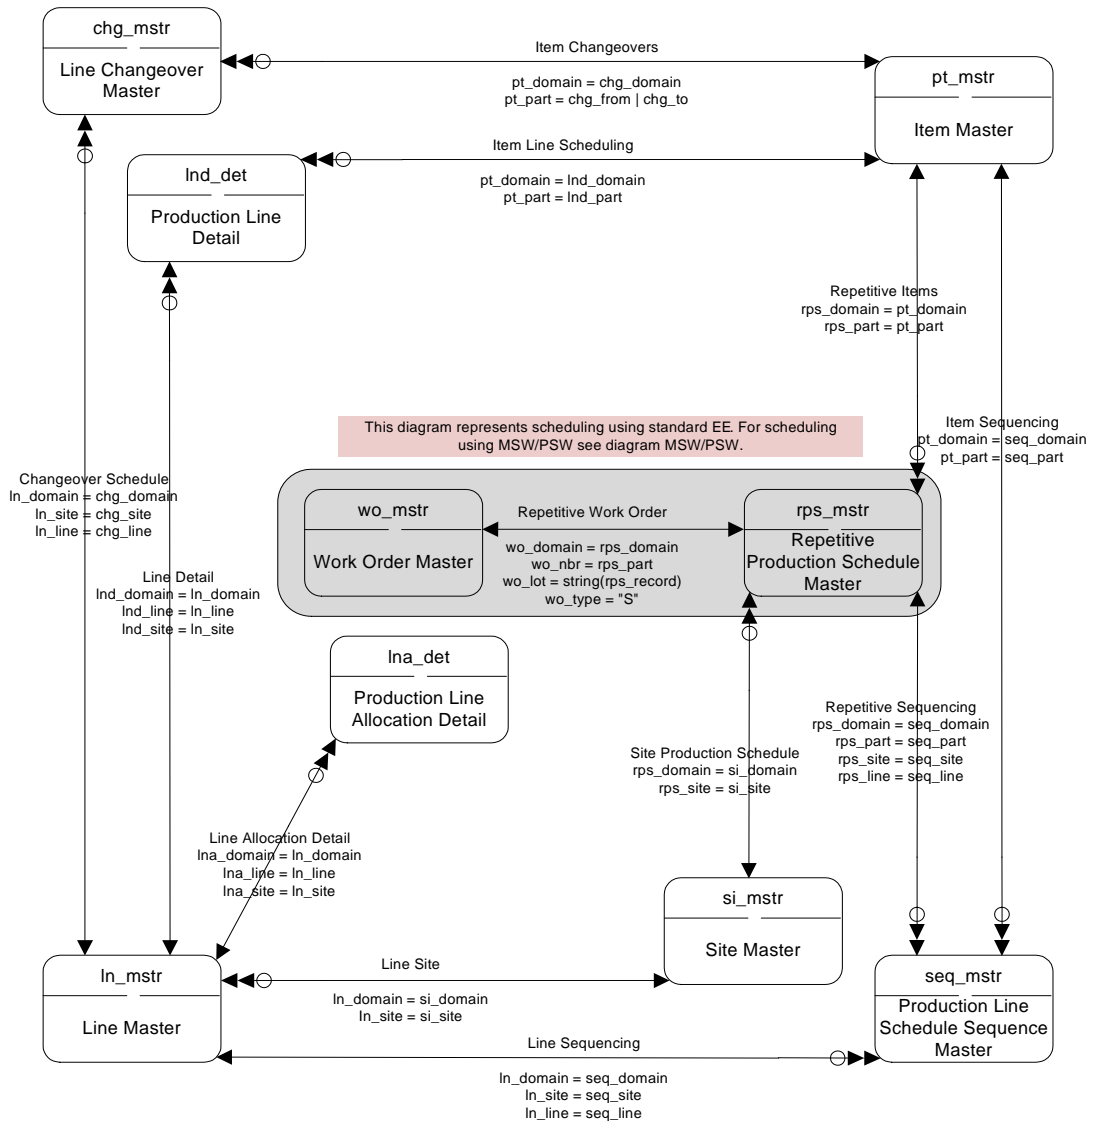 chg_mstr
Line Changeover
Master
Item Changeovers
pt_domain = chg_domain
pt_part = chg_from | chg_to
pt_mstr
Item Master
lnd_det
Production Line
Detail
Item Line Scheduling
pt_domain = lnd_domain
pt_part = lnd_part
Repetitive Items
rps_domain = pt_domain
rps_part = pt_part
This diagram represents scheduling using standard EE. For scheduling
using MSW/PSW see diagram MSW/PSW.
Item Sequencing
pt_domain = seq_domain
pt_part = seq_part
Changeover Schedule
ln_domain = chg_domain
ln_site = chg_site
ln_line = chg_line
wo_mstr
Work Order Master
Repetitive Work Order
wo_domain = rps_domain
wo_nbr = rps_part
wo_lot = string(rps_record)
wo_type = "S"
rps_mstr
Repetitive
Production Schedule
Master
Line Detail
lnd_domain = ln_domain
lnd_line = ln_line
lnd_site = ln_site
lna_det
Production Line
Allocation Detail
Site Production Schedule
rps_domain = si_domain
rps_site = si_site
Repetitive Sequencing
rps_domain = seq_domain
rps_part = seq_part
rps_site = seq_site
rps_line = seq_line
Line Allocation Detail
lna_domain = ln_domain
lna_line = ln_line
lna_site = ln_site
si_mstr
Site Master
ln_mstr
Line Master
Line Site
ln_domain = si_domain
ln_site = si_site
seq_mstr
Production Line
Schedule Sequence
Master
Line Sequencing
ln_domain = seq_domain
ln_site = seq_site
ln_line = seq_line